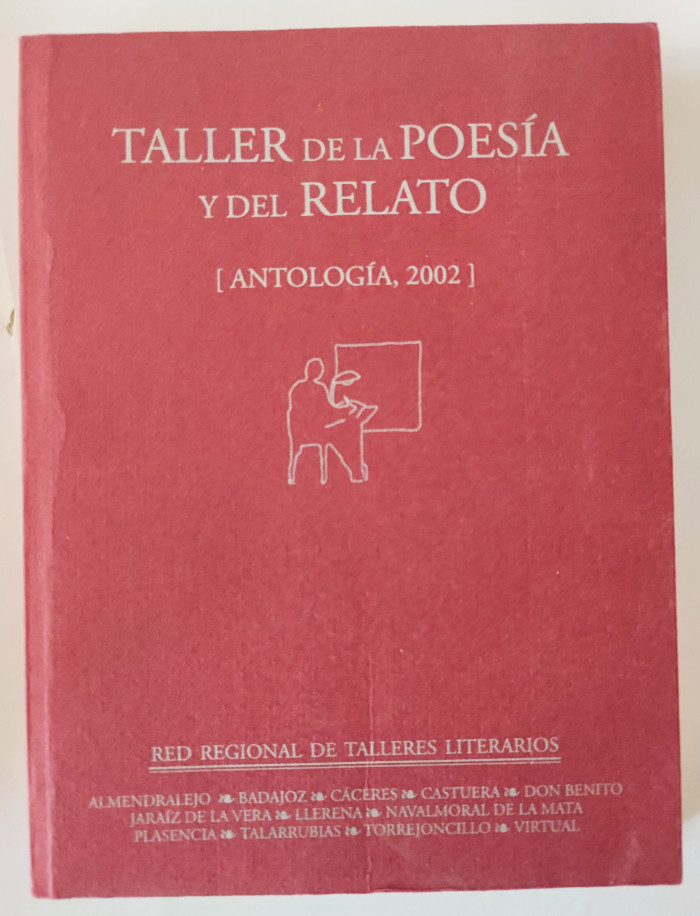 TALLER DE LA POESÍA
Y DEL RELATO
[ ANTOLOGÍA, 2002 ]
RED REGIONAL DE TALLERES LITERARIOS
ALMENDRALEJO ❧ BADAJOZ ❧ CÁCERES ❧ CASTUERA ❧ DON BENITO
JARAÍZ DE LA VERA ❧ LLERENA ❧ NAVALMORAL DE LA MATA
PLASENCIA ❧ TALARRUBIAS ❧ TORREJONCILLO ❧ VIRTUAL